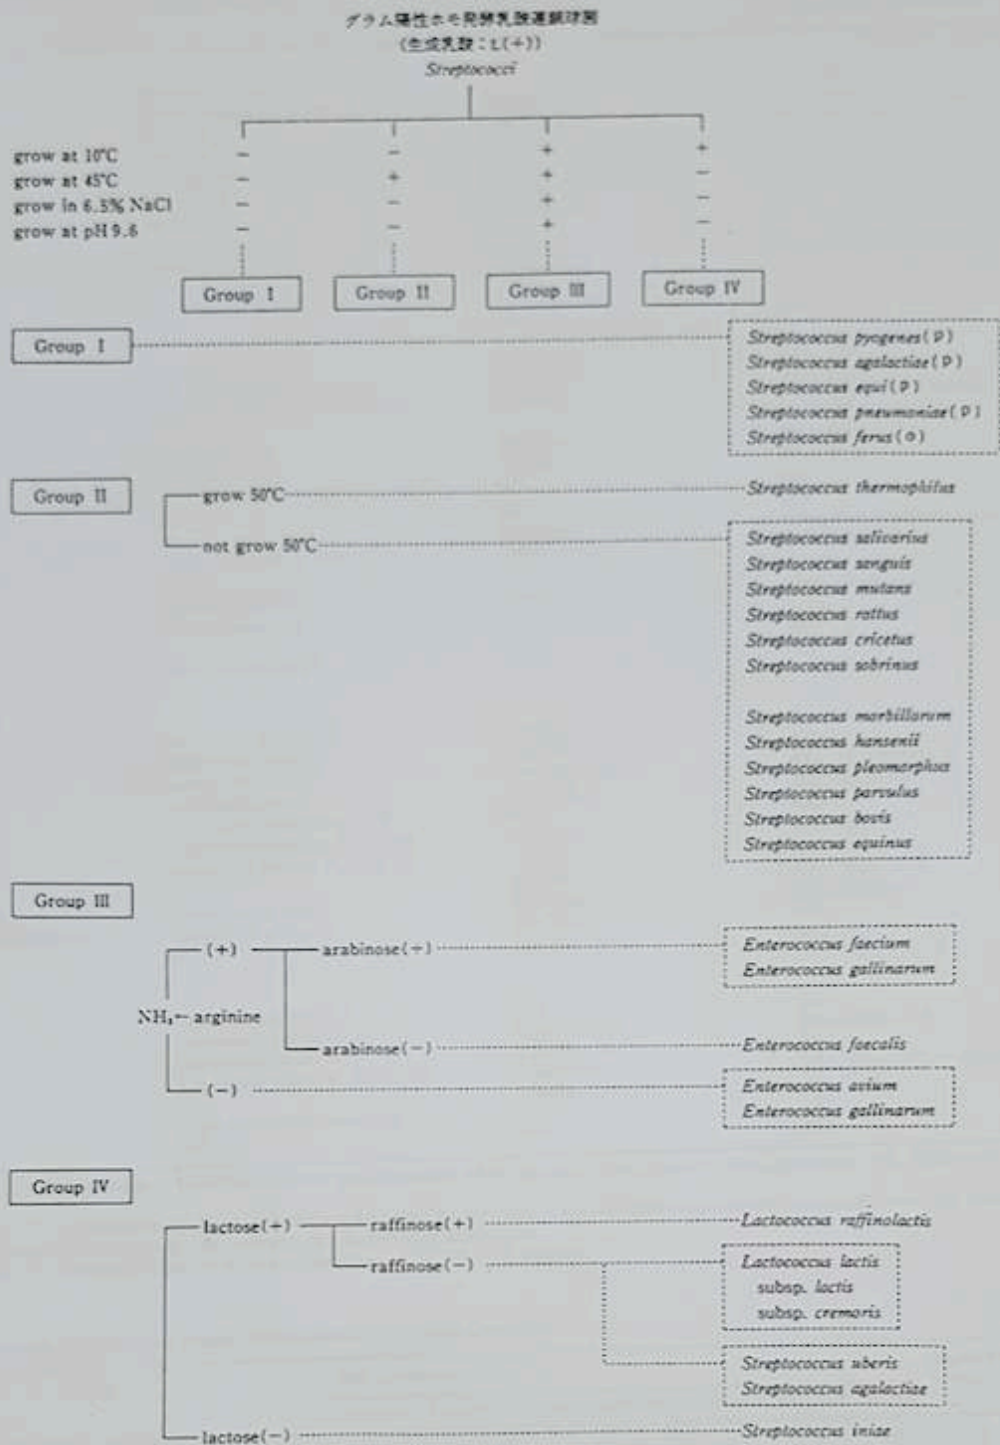 グラム陽性ホモ発酵乳酸連鎖球菌
(生成乳酸：L(+))
Streptococci
grow at 10°C - - + +
grow at 45°C - + + -
grow in 6.5% NaCl - - + -
grow at pH 9.6 - - + -
Group I Group II Group III Group IV
Group I
Streptococcus pyogenes(P)
Streptococcus agalactiae(P)
Streptococcus equi(P)
Streptococcus pneumoniae(P)
Streptococcus ferus(O)
Group II
grow 50°C Streptococcus thermophilus
not grow 50°C Streptococcus salivarius
Streptococcus sanguis
Streptococcus mutans
Streptococcus rattus
Streptococcus cricetus
Streptococcus sobrinus
Streptococcus morbillorum
Streptococcus hansenii
Streptococcus pleomorphus
Streptococcus parvulus
Streptococcus bovis
Streptococcus equinus
Group III
(+) arabinose(+) Enterococcus faecium
Enterococcus gallinarum
NH₃←arginine
arabinose(-) Enterococcus faecalis
(-) Enterococcus avium
Enterococcus gallinarum
Group IV
lactose(+) raffinose(+) Lactococcus raffinolactis
raffinose(-) Lactococcus lactis
subsp. lactis
subsp. cremoris
Streptococcus uberis
Streptococcus agalactiae
lactose(-) Streptococcus iniae